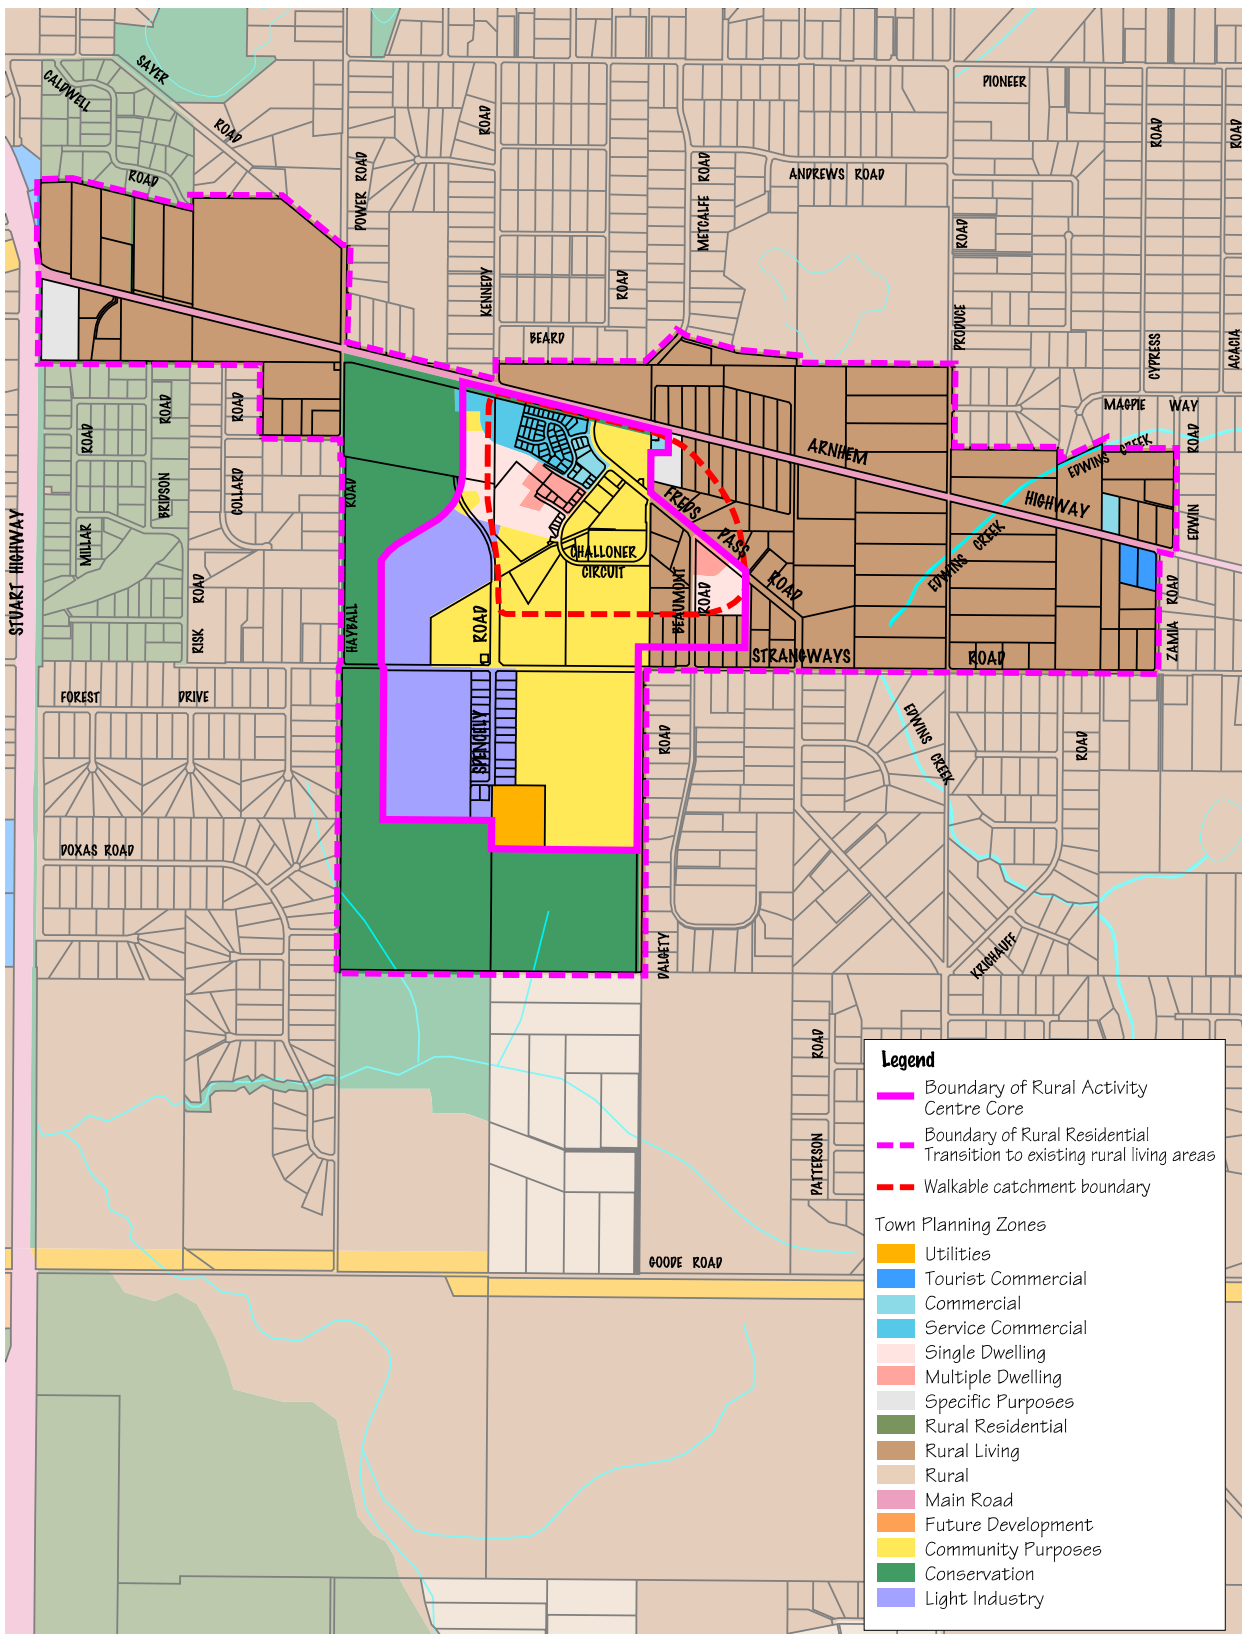 SAYER
ROAD
CALDWELL
ROAD
PIONEER
ROAD
ROAD
ROAD
ROAD
POWER
ROAD
METCALFE
ANDREWS ROAD
KENNEDY
ROAD
ROAD
PRODUCE
BEARD
CYPRESS
ACACIA
MAGPIE WAY
ROAD
ROAD
ROAD
ROAD
ARNHEM
HIGHWAY
EDWINS CREEK
EDWIN
BRIDSON
COLLARD
MILLAR
ROAD
STUART HIGHWAY
FREDS
PASS
ROAD
CHALLONER
CIRCUIT
EDWINS CREEK
ROAD
RISK
HAYBALL
ROAD
BEAUMONT
ROAD
ROAD
ZAMIA
STRANGWAYS
ROAD
FOREST DRIVE
SPENCELY
ROAD
EDWINS CREEK
ROAD
DOXAS ROAD
DALGETY
KRICHAUFF
ROAD
PATTERSON
GOODE ROAD
Legend
Boundary of Rural Activity
Centre Core
Boundary of Rural Residential
Transition to existing rural living areas
Walkable catchment boundary
Town Planning Zones
Utilities
Tourist Commercial
Commercial
Service Commercial
Single Dwelling
Multiple Dwelling
Specific Purposes
Rural Residential
Rural Living
Rural
Main Road
Future Development
Community Purposes
Conservation
Light Industry